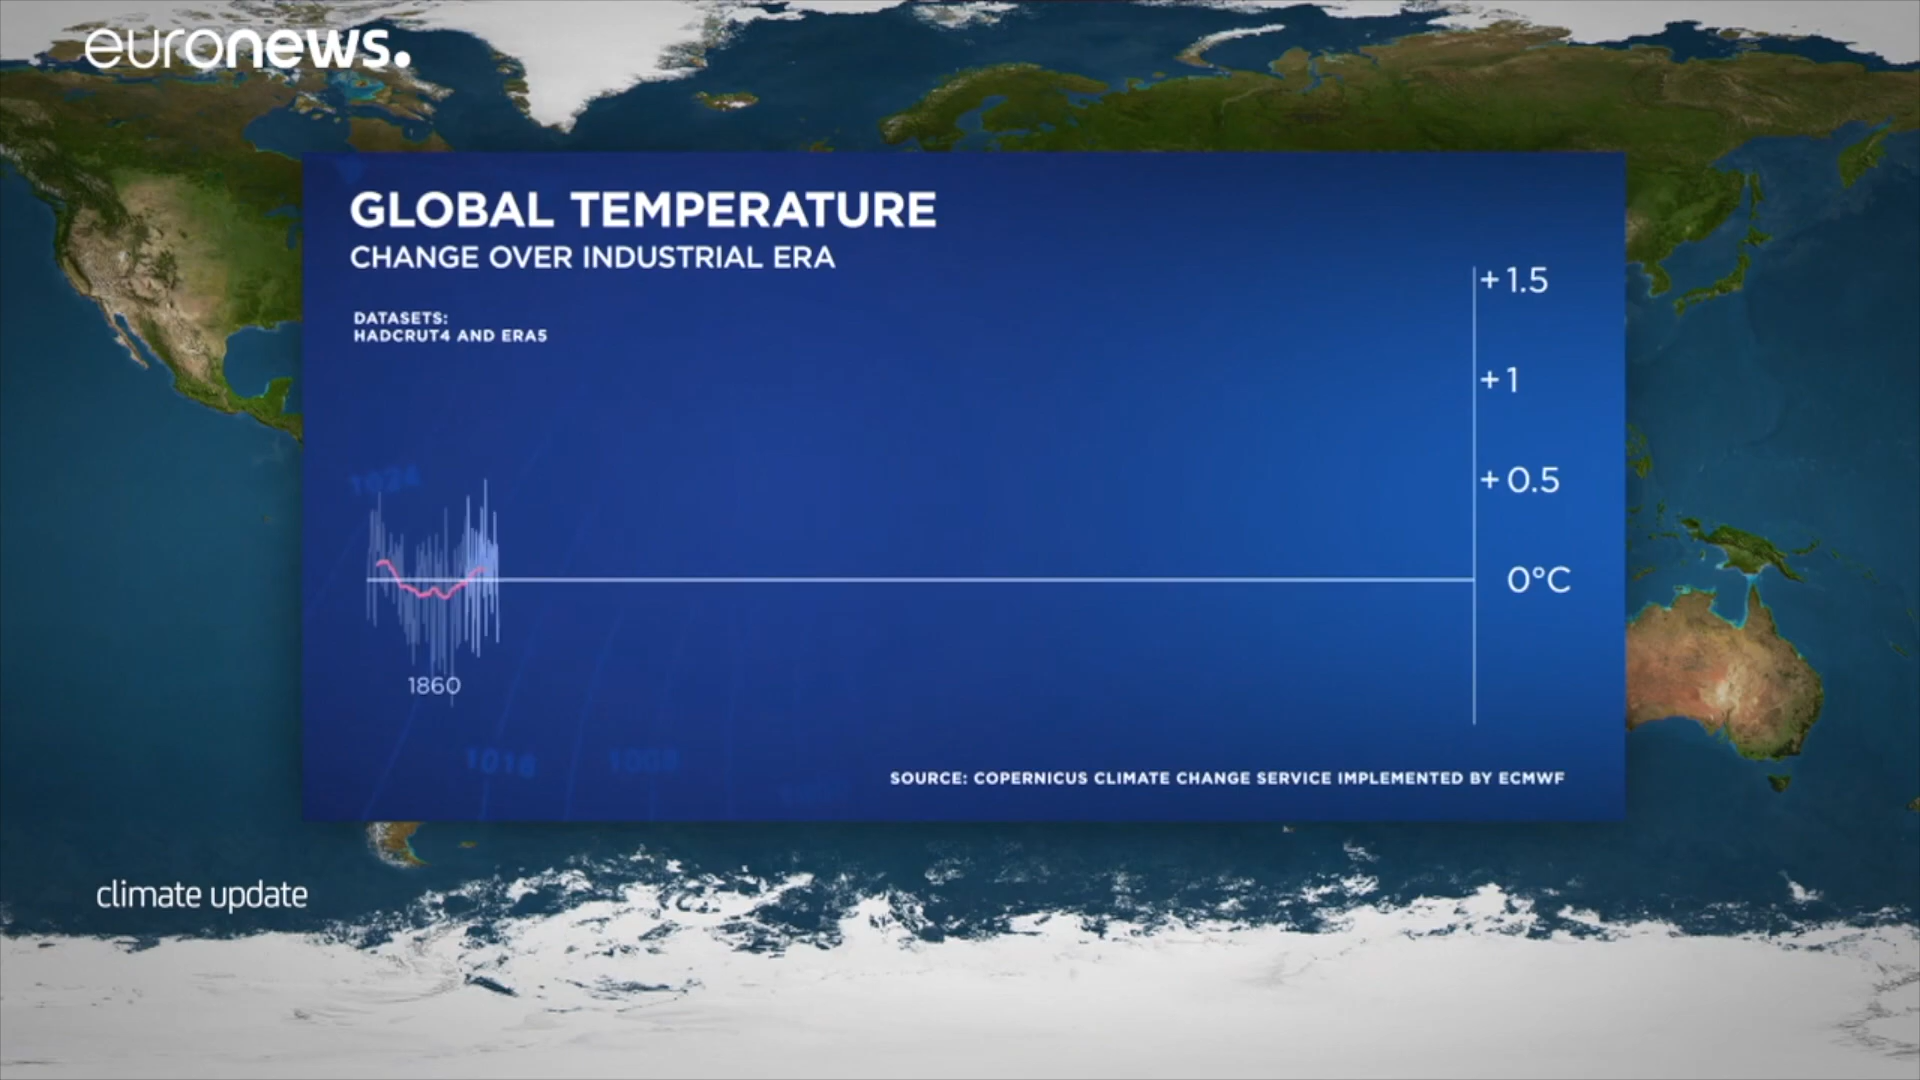 euronews.
GLOBAL TEMPERATURE
CHANGE OVER INDUSTRIAL ERA
DATASETS:
HADCRUT4 AND ERA5
+ 1.5
+ 1
+ 0.5
0°C
1860
SOURCE: COPERNICUS CLIMATE CHANGE SERVICE IMPLEMENTED BY ECMWF
climate update